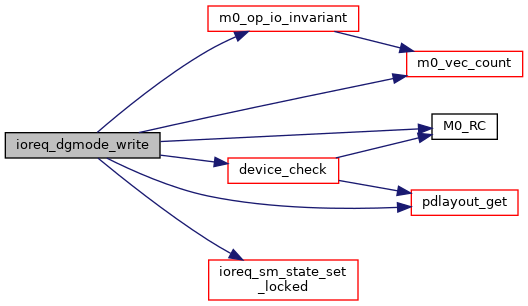 m0_op_io_invariant
m0_vec_count
M0_RC
ioreq_dgmode_write
device_check
pdlayout_get
ioreq_sm_state_set
_locked